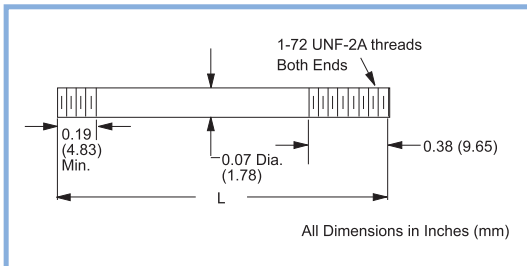 1-72 UNF-2A threads
Both Ends
0.19
(4.83)
Min.
0.07 Dia.
(1.78)
0.38 (9.65)
L
All Dimensions in Inches (mm)